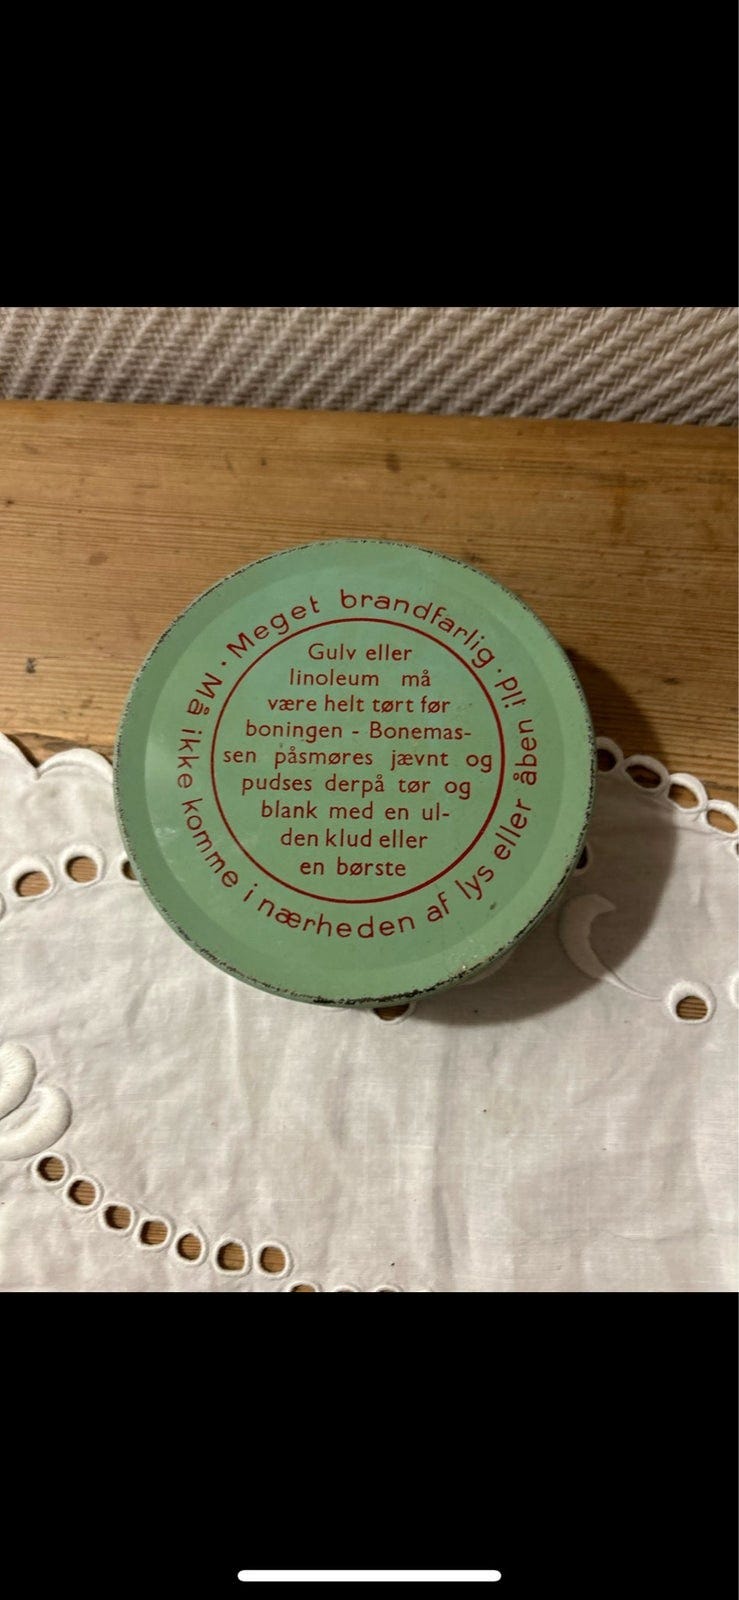 Meget brandfarlig · Må ikke komme i nærheden af lys eller åben ild ·
Gulv eller
linoleum må
være helt tørt før
boningen - Bonemas-
sen påsmøres jævnt og
pudses derpå tør og
blank med en ul-
den klud eller
en børste